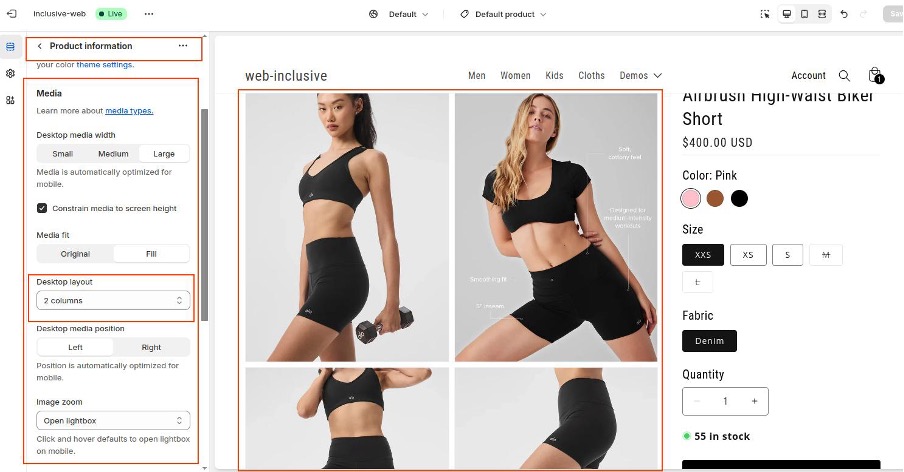 inclusive-web Live ... Default Default product Sav
Product information ...
your color theme settings.
Media
Learn more about media types.
Desktop media width
Small Medium Large
Media is automatically optimized for
mobile.
Constrain media to screen height
Media fit
Original Fill
Desktop layout
2 columns
Desktop media position
Left Right
Position is automatically optimized for
mobile.
Image zoom
Open lightbox
Click and hover defaults to open lightbox
on mobile.
web-inclusive Men Women Kids Cloths Demos Account 1
Soft,
Designed for
medium-intensity
workouts
Airbrush High-Waist Biker
Short
$400.00 USD
Color: Pink
Size
XXS XS S M
L
Fabric
Denim
Quantity
− 1 +
55 in stock